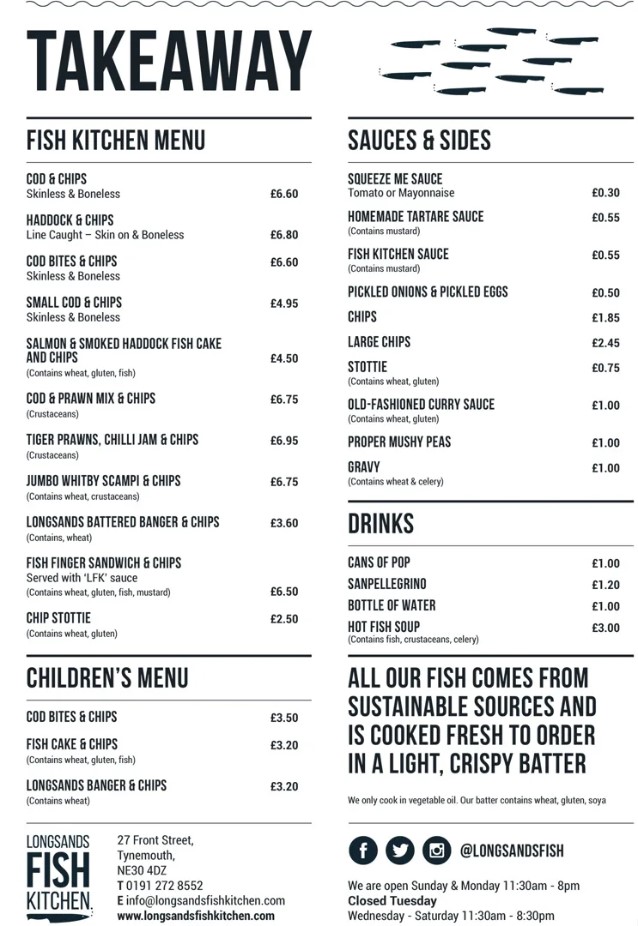 TAKEAWAY
FISH KITCHEN MENU
COD & CHIPS
Skinless & Boneless £6.60
HADDOCK & CHIPS
Line Caught – Skin on & Boneless £6.80
COD BITES & CHIPS £6.60
Skinless & Boneless
SMALL COD & CHIPS £4.95
Skinless & Boneless
SALMON & SMOKED HADDOCK FISH CAKE
AND CHIPS £4.50
(Contains wheat, gluten, fish)
COD & PRAWN MIX & CHIPS £6.75
(Crustaceans)
TIGER PRAWNS, CHILLI JAM & CHIPS £6.95
(Crustaceans)
JUMBO WHITBY SCAMPI & CHIPS £6.75
(Contains wheat, crustaceans)
LONGSANDS BATTERED BANGER & CHIPS £3.60
(Contains, wheat)
FISH FINGER SANDWICH & CHIPS
Served with ‘LFK’ sauce
(Contains wheat, gluten, fish, mustard) £6.50
CHIP STOTTIE £2.50
(Contains wheat, gluten)
CHILDREN’S MENU
COD BITES & CHIPS £3.50
FISH CAKE & CHIPS £3.20
(Contains wheat, gluten, fish)
LONGSANDS BANGER & CHIPS £3.20
(Contains wheat)
SAUCES & SIDES
SQUEEZE ME SAUCE
Tomato or Mayonnaise £0.30
HOMEMADE TARTARE SAUCE £0.55
(Contains mustard)
FISH KITCHEN SAUCE £0.55
(Contains mustard)
PICKLED ONIONS & PICKLED EGGS £0.50
CHIPS £1.85
LARGE CHIPS £2.45
STOTTIE £0.75
(Contains wheat, gluten)
OLD-FASHIONED CURRY SAUCE £1.00
(Contains wheat, gluten)
PROPER MUSHY PEAS £1.00
GRAVY £1.00
(Contains wheat & celery)
DRINKS
CANS OF POP £1.00
SANPELLEGRINO £1.20
BOTTLE OF WATER £1.00
HOT FISH SOUP £3.00
(Contains fish, crustaceans, celery)
ALL OUR FISH COMES FROM
SUSTAINABLE SOURCES AND
IS COOKED FRESH TO ORDER
IN A LIGHT, CRISPY BATTER
We only cook in vegetable oil. Our batter contains wheat, gluten, soya
LONGSANDS
FISH
KITCHEN.
27 Front Street,
Tynemouth,
NE30 4DZ
T 0191 272 8552
E info@longsandsfishkitchen.com
www.longsandsfishkitchen.com
@LONGSANDSFISH
We are open Sunday & Monday 11:30am - 8pm
Closed Tuesday
Wednesday - Saturday 11:30am - 8:30pm